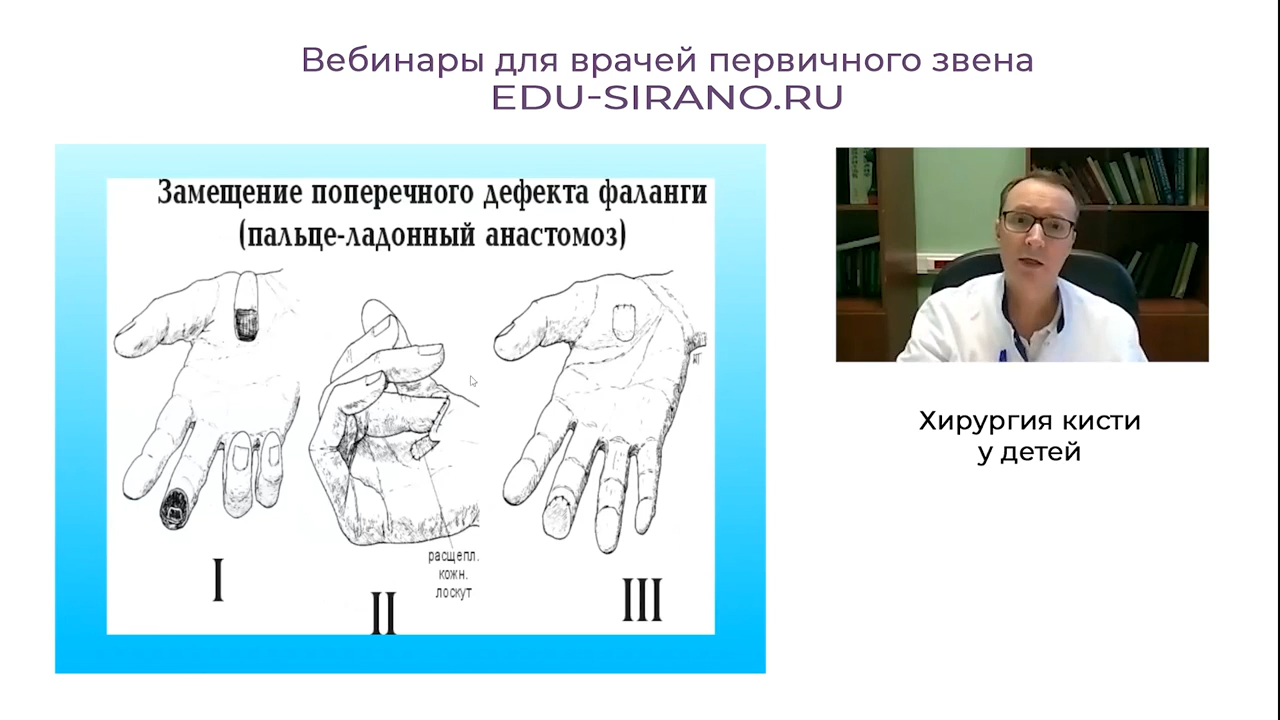 Вебинары для врачей первичного звена
EDU-SIRANO.RU
Замещение поперечного дефекта фаланги
(пальце-ладонный анастомоз)
расщепл.
кожн.
лоскут
I
II
III
Хирургия кисти
у детей